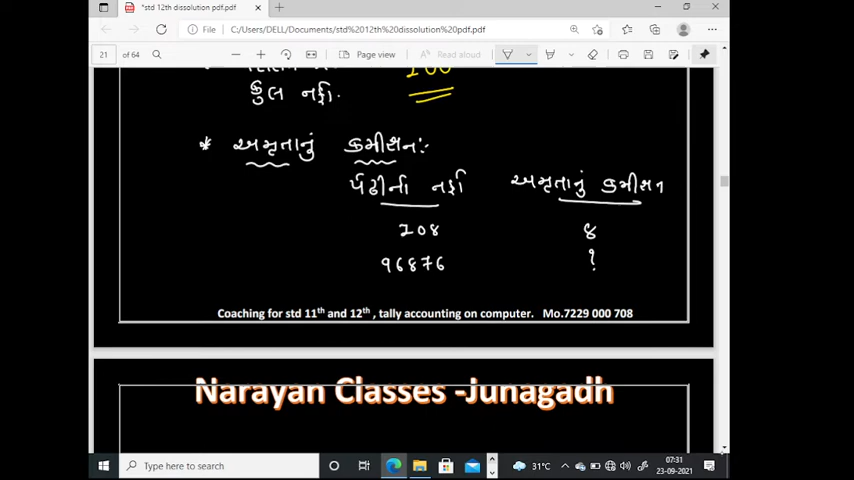 *std 12th dissolution pdf.pdf
File C:/Users/DELL/Documents/std%2012th%20dissolution%20pdf.pdf
21 of 64 Page view Read aloud
100
કુલ નફો.
* અમૃતાનું કમીશન:-
પેઢીનો નફો અમૃતાનું કમીશન
108 8
96876 ?
Coaching for std 11th and 12th , tally accounting on computer. Mo.7229 000 708
Narayan Classes -Junagadh
Type here to search
31°C
07:31
23-09-2021